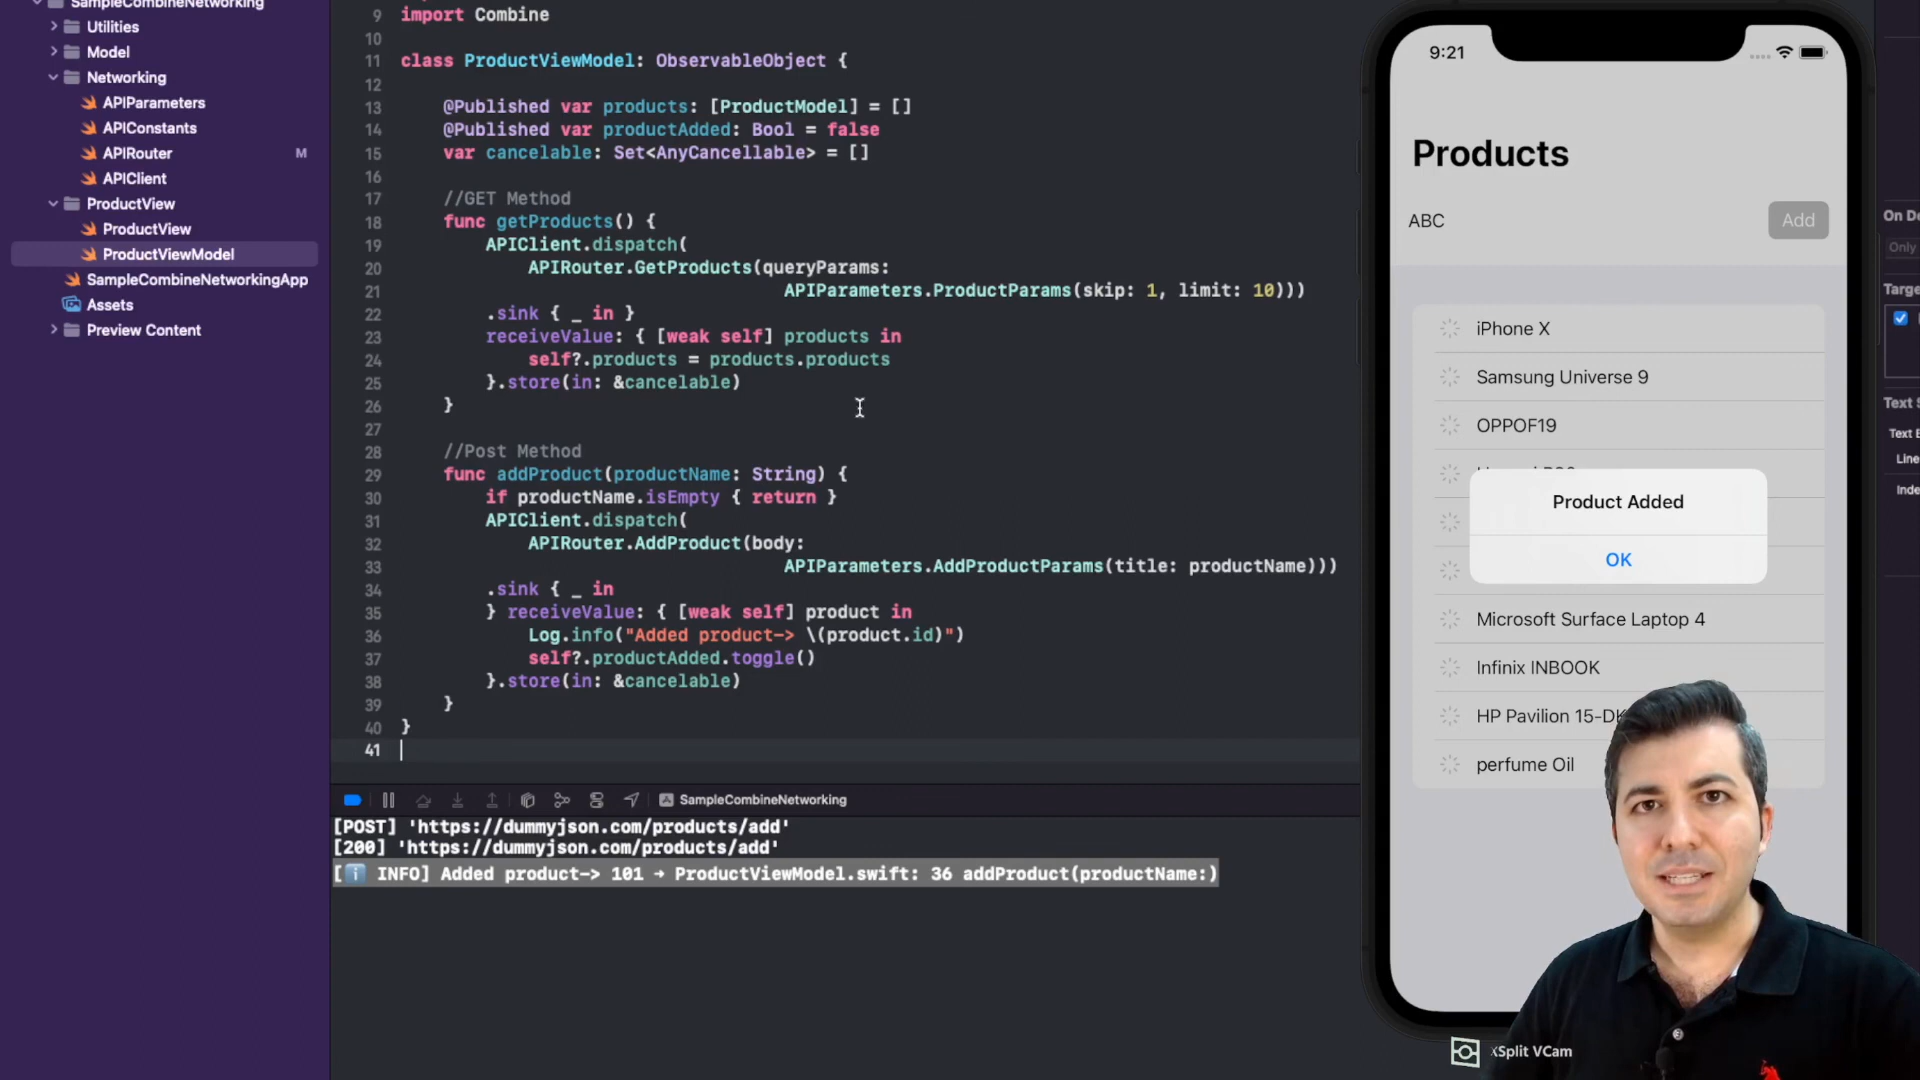 SampleCombineNetworking
Utilities
Model
Networking
APIParameters
APIConstants
APIRouter M
APIClient
ProductView
ProductView
ProductViewModel
SampleCombineNetworkingApp
Assets
Preview Content
9 import Combine
10
11 class ProductViewModel: ObservableObject {
12
13 @Published var products: [ProductModel] = []
14 @Published var productAdded: Bool = false
15 var cancelable: Set<AnyCancellable> = []
16
17 //GET Method
18 func getProducts() {
19 APIClient.dispatch(
20 APIRouter.GetProducts(queryParams:
21 APIParameters.ProductParams(skip: 1, limit: 10)))
22 .sink { _ in }
23 receiveValue: { [weak self] products in
24 self?.products = products.products
25 }.store(in: &cancelable)
26 }
27
28 //Post Method
29 func addProduct(productName: String) {
30 if productName.isEmpty { return }
31 APIClient.dispatch(
32 APIRouter.AddProduct(body:
33 APIParameters.AddProductParams(title: productName)))
34 .sink { _ in
35 } receiveValue: { [weak self] product in
36 Log.info("Added product-> \(product.id)")
37 self?.productAdded.toggle()
38 }.store(in: &cancelable)
39 }
40 }
41
SampleCombineNetworking
[POST] 'https://dummyjson.com/products/add'
[200] 'https://dummyjson.com/products/add'
[ℹ️ INFO] Added product-> 101 → ProductViewModel.swift: 36 addProduct(productName:)
9:21
Products
ABC
Add
iPhone X
Samsung Universe 9
OPPOF19
Product Added
OK
Microsoft Surface Laptop 4
Infinix INBOOK
HP Pavilion 15-DK
perfume Oil
XSplit VCam
On De
Only
Targe
Text S
Text E
Line
Inde